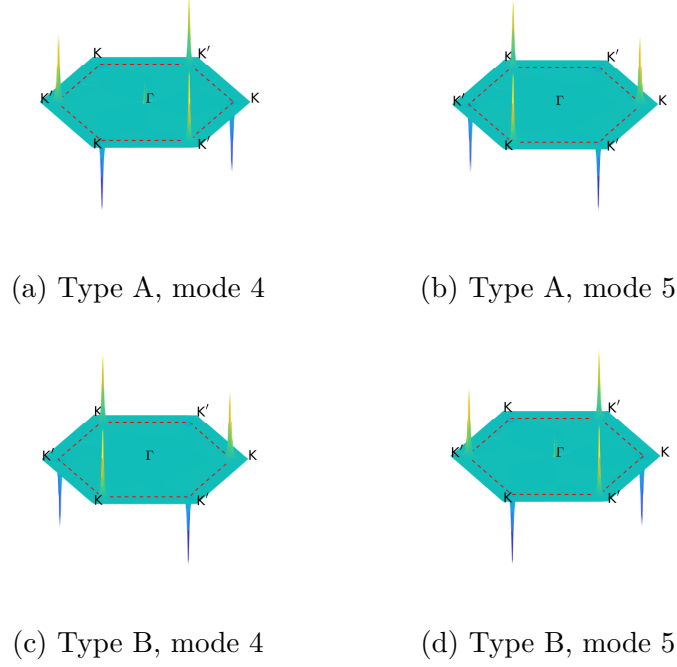 K K′
K′ Γ K
K K′
(a) Type A, mode 4
K K′
K′ Γ K
K K′
(b) Type A, mode 5
K K′
K′ Γ K
K K′
(c) Type B, mode 4
K K′
K′ Γ K
K K′
(d) Type B, mode 5